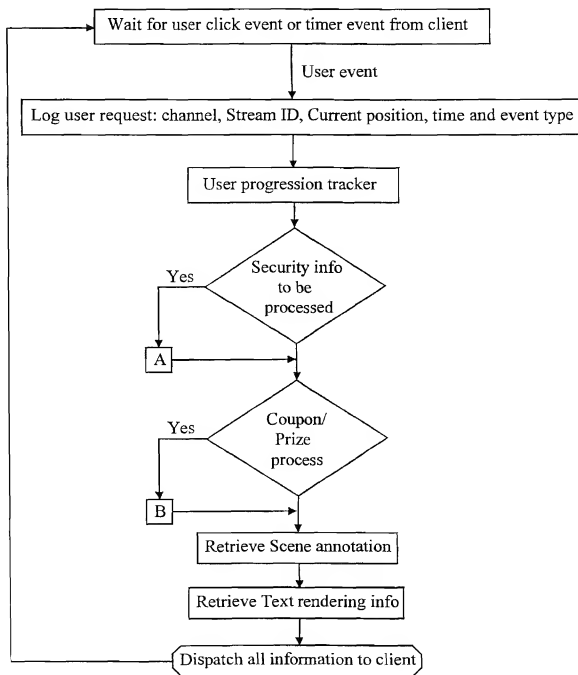 Wait for user click event or timer event from client
User event
Log user request: channel, Stream ID, Current position, time and event type
User progression tracker
Security info
to be
processed
Yes
A
Coupon/
Prize
process
Yes
B
Retrieve Scene annotation
Retrieve Text rendering info
Dispatch all information to client